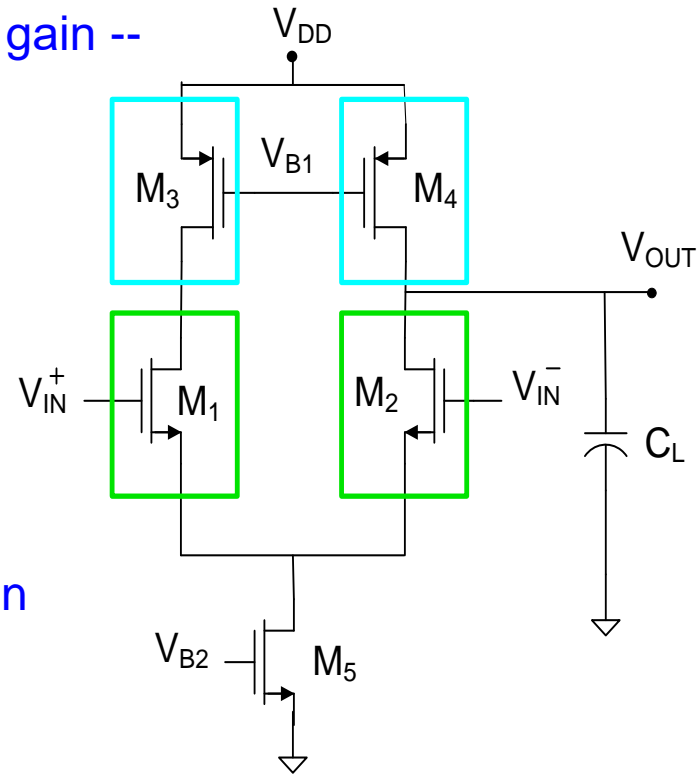 gain --
V_DD
V_B1
M_3
M_4
V_OUT
V_IN^+
M_1
M_2
V_IN^-
C_L
n
V_B2
M_5